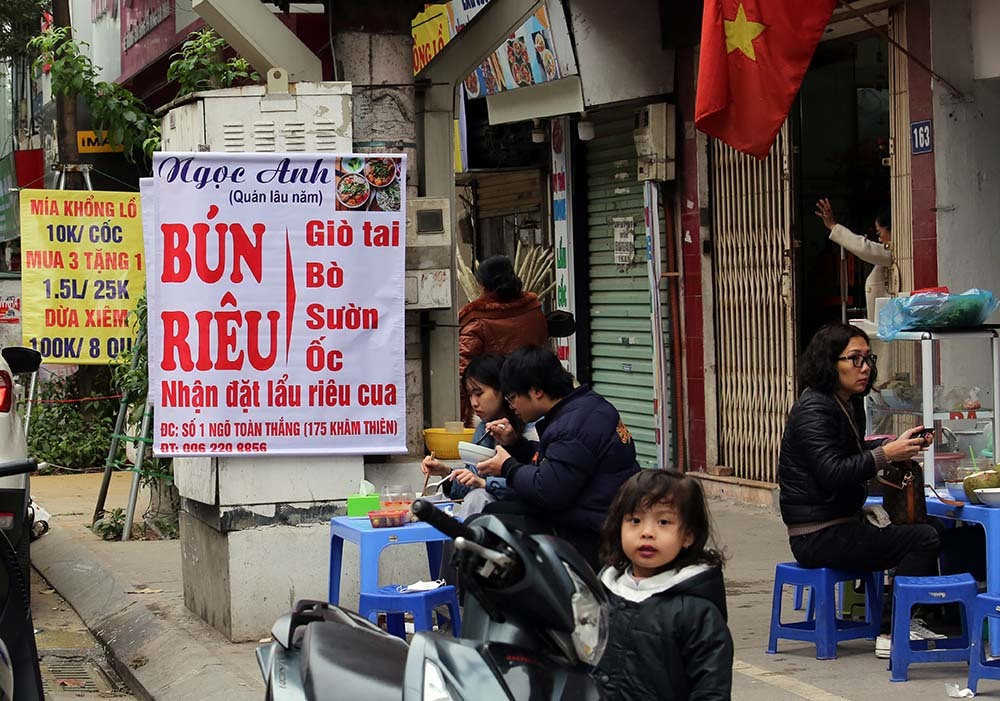 MÍA KHỔNG LỒ
10K/ CỐC
MUA 3 TẶNG 1
1.5L/ 25K
DỪA XIÊM
100K/ 8 QU
Ngọc Anh
(Quán lâu năm)
BÚN
RIÊU
Giò tai
Bò
Sườn
Ốc
Nhận đặt lẩu riêu cua
ĐC: SỐ 1 NGÕ TOÀN THẮNG (175 KHÂM THIÊN)
ĐT: 096 220 8856
163